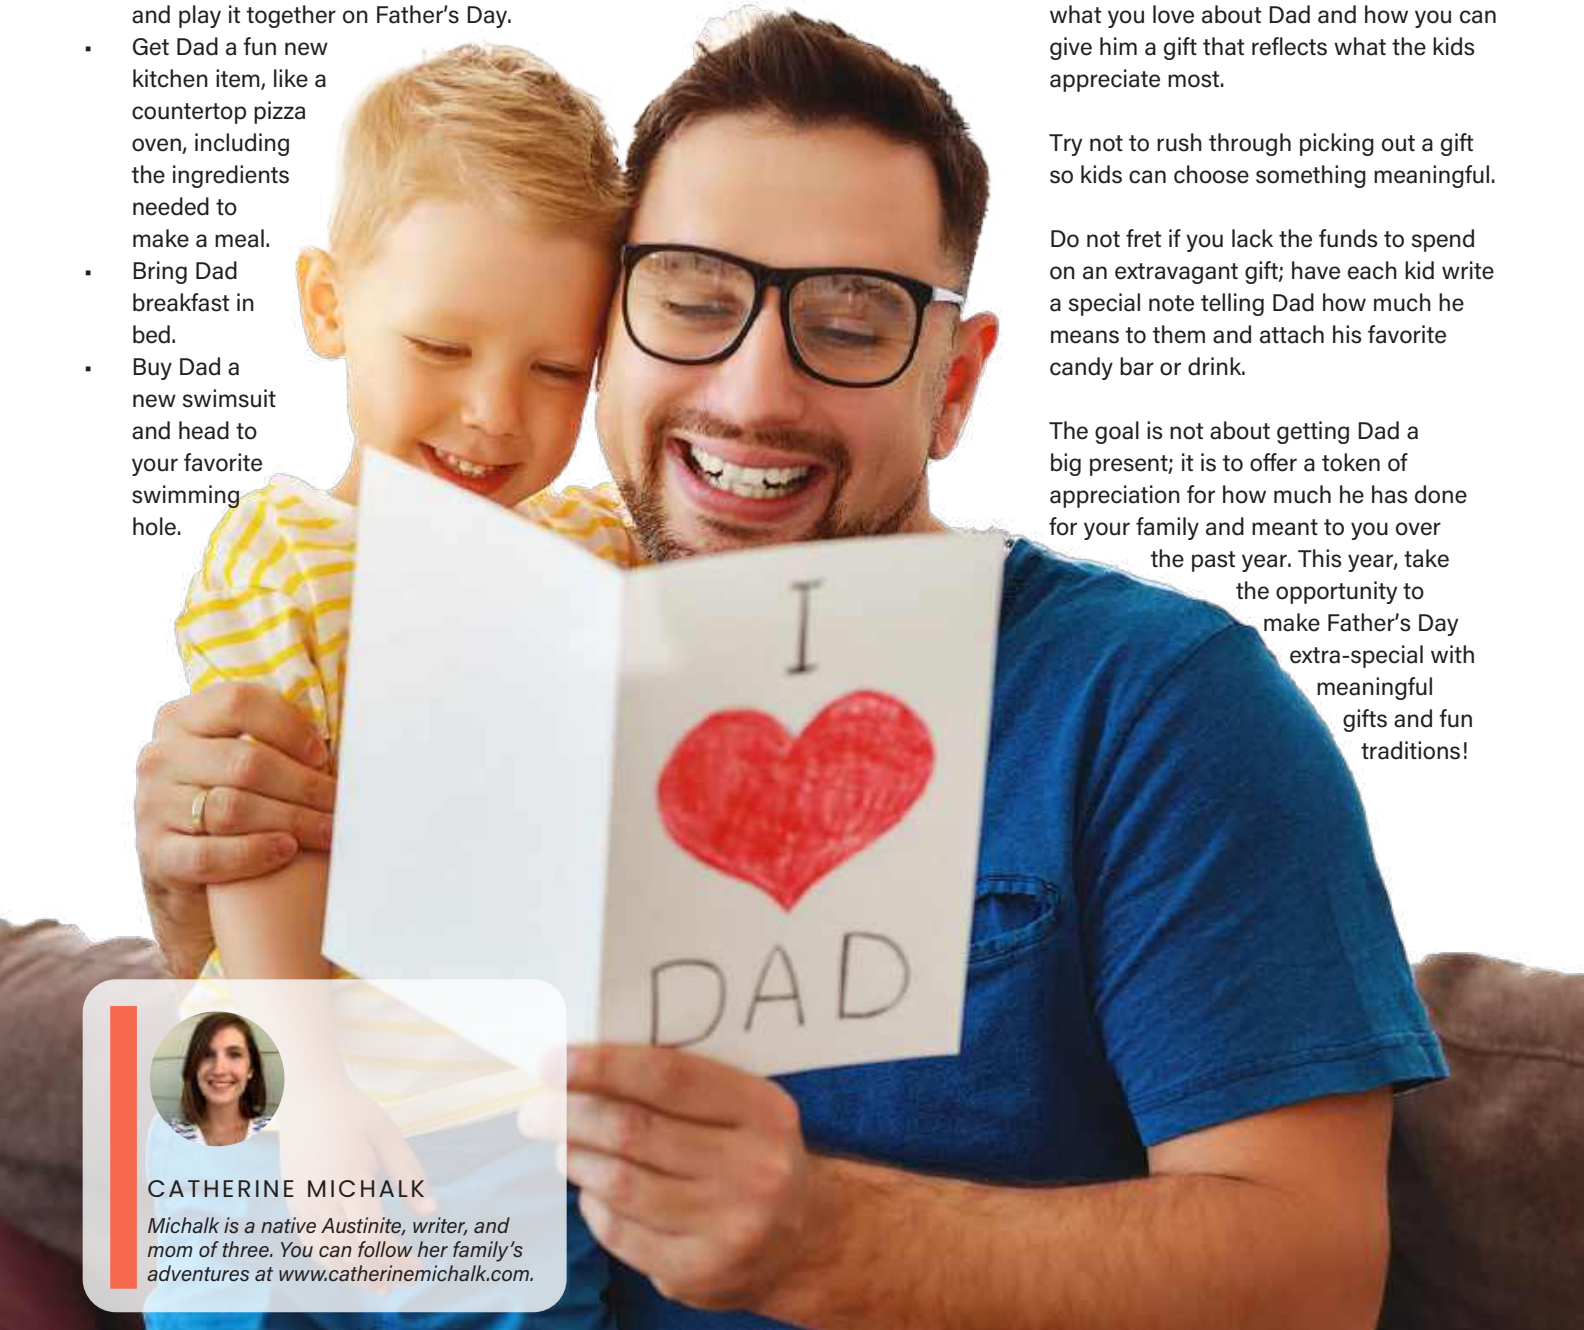 and play it together on Father's Day.
▪ Get Dad a fun new
kitchen item, like a
countertop pizza
oven, including
the ingredients
needed to
make a meal.
▪ Bring Dad
breakfast in
bed.
▪ Buy Dad a
new swimsuit
and head to
your favorite
swimming
hole.
what you love about Dad and how you can
give him a gift that reflects what the kids
appreciate most.
Try not to rush through picking out a gift
so kids can choose something meaningful.
Do not fret if you lack the funds to spend
on an extravagant gift; have each kid write
a special note telling Dad how much he
means to them and attach his favorite
candy bar or drink.
The goal is not about getting Dad a
big present; it is to offer a token of
appreciation for how much he has done
for your family and meant to you over
the past year. This year, take
the opportunity to
make Father's Day
extra-special with
meaningful
gifts and fun
traditions!
I
DAD
CATHERINE MICHALK
Michalk is a native Austinite, writer, and
mom of three. You can follow her family's
adventures at www.catherinemichalk.com.